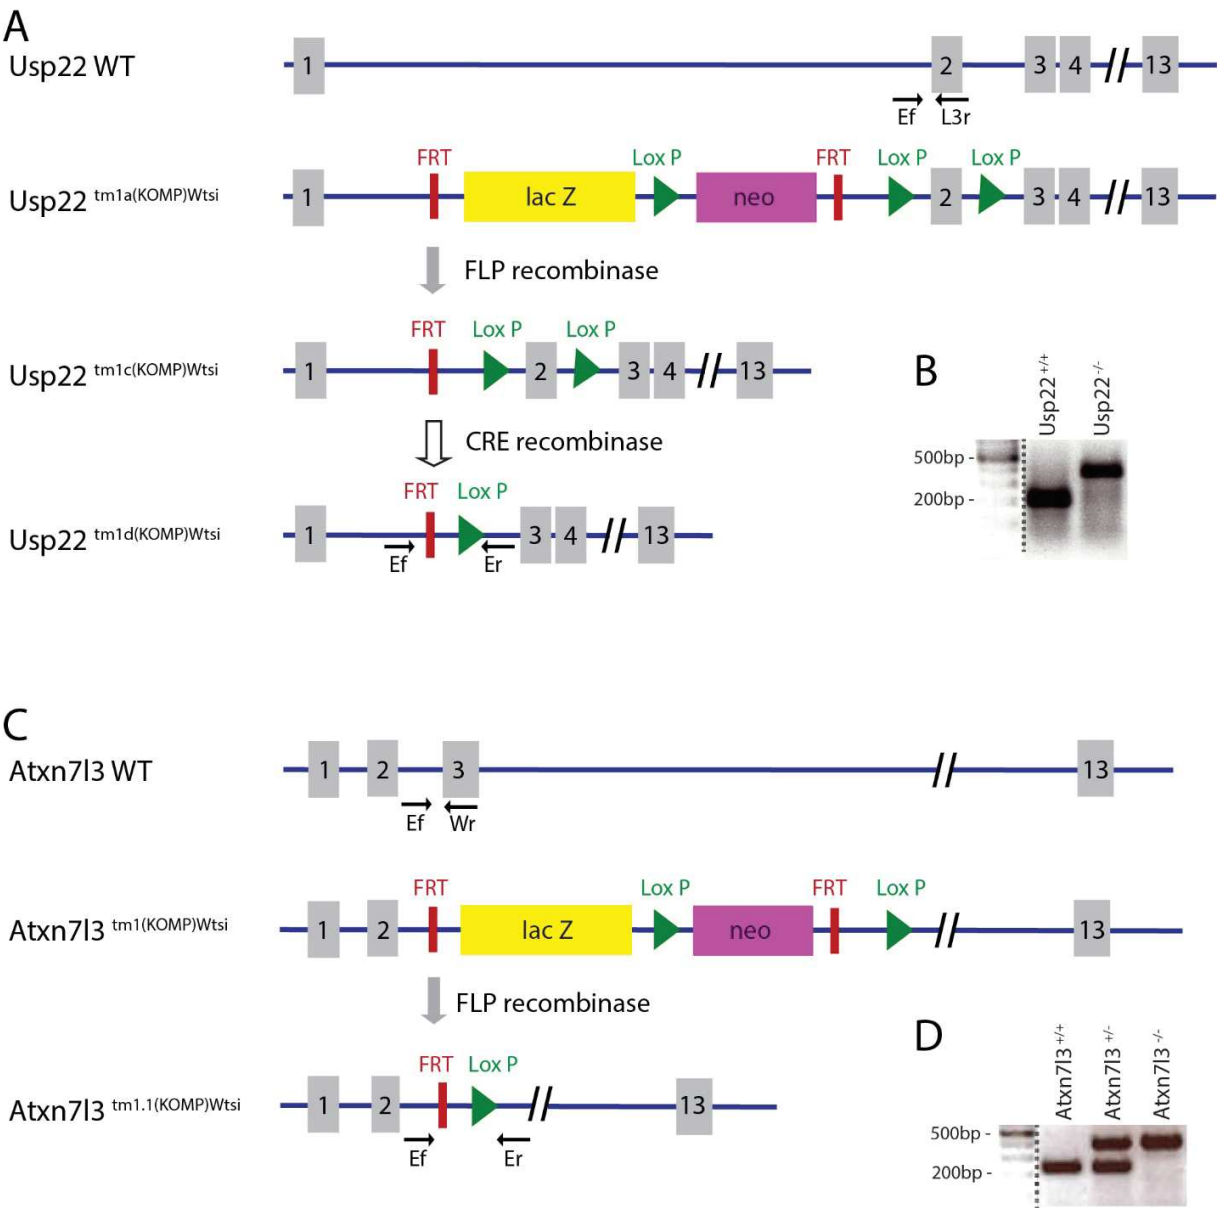 A
Usp22 WT
1
2
3
4
13
Ef
L3r
FRT
Lox P
FRT
Lox P
Lox P
Usp22 tm1a(KOMP)Wtsi
1
lac Z
neo
2
3
4
13
FLP recombinase
FRT
Lox P
Lox P
Usp22 tm1c(KOMP)Wtsi
1
2
3
4
13
CRE recombinase
FRT
Lox P
Usp22 tm1d(KOMP)Wtsi
1
3
4
13
Ef
Er
B
Usp22 +/+
Usp22 -/-
500bp -
200bp -
C
Atxn7l3 WT
1
2
3
13
Ef
Wr
FRT
Lox P
FRT
Lox P
Atxn7l3 tm1(KOMP)Wtsi
1
2
lac Z
neo
13
FLP recombinase
FRT
Lox P
Atxn7l3 tm1.1(KOMP)Wtsi
1
2
13
Ef
Er
D
Atxn7l3 +/+
Atxn7l3 +/-
Atxn7l3 -/-
500bp -
200bp -